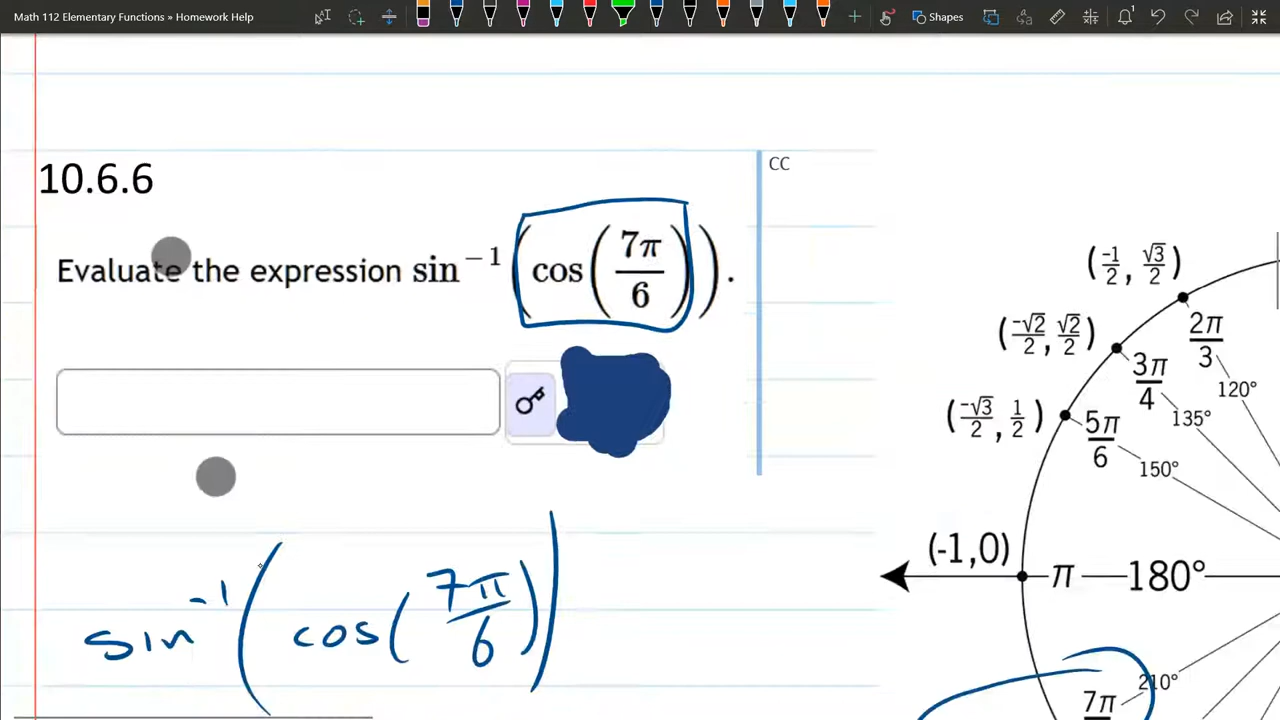 Math 112 Elementary Functions » Homework Help
Shapes
10.6.6
CC
Evaluate the expression sin⁻¹(cos(7π/6)).
(-1/2, √3/2)
2π/3
120°
(-√2/2, √2/2)
3π/4
135°
(-√3/2, 1/2)
5π/6
150°
(-1,0)
π
180°
sin⁻¹(cos(7π/6))
210°
7π